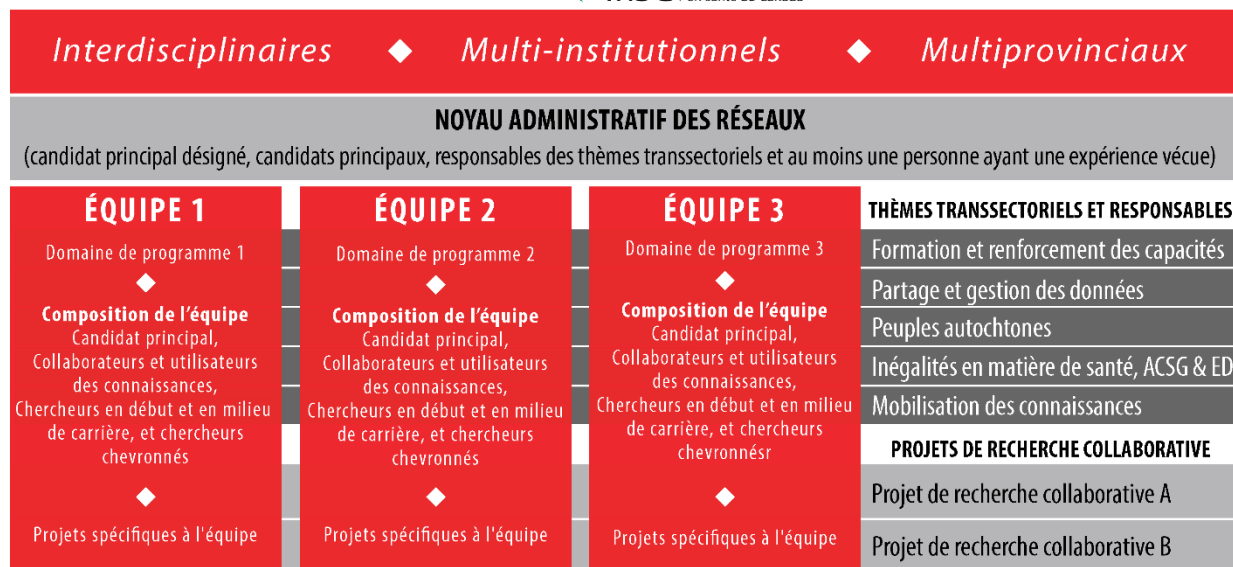 Interdisciplinaires ◆ Multi-institutionnels ◆ Multiprovinciaux
NOYAU ADMINISTRATIF DES RÉSEAUX
(candidat principal désigné, candidats principaux, responsables des thèmes transsectoriels et au moins une personne ayant une expérience vécue)
ÉQUIPE 1
Domaine de programme 1
◆
Composition de l'équipe
Candidat principal,
Collaborateurs et utilisateurs
des connaissances,
Chercheurs en début et en milieu
de carrière, et chercheurs
chevronnés
◆
Projets spécifiques à l'équipe
ÉQUIPE 2
Domaine de programme 2
◆
Composition de l'équipe
Candidat principal,
Collaborateurs et utilisateurs
des connaissances,
Chercheurs en début et en milieu
de carrière, et chercheurs
chevronnés
◆
Projets spécifiques à l'équipe
ÉQUIPE 3
Domaine de programme 3
◆
Composition de l'équipe
Candidat principal,
Collaborateurs et utilisateurs
des connaissances,
Chercheurs en début et en milieu
de carrière, et chercheurs
chevronnésr
◆
Projets spécifiques à l'équipe
THÈMES TRANSSECTORIELS ET RESPONSABLES
Formation et renforcement des capacités
Partage et gestion des données
Peuples autochtones
Inégalités en matière de santé, ACSG & ED
Mobilisation des connaissances
PROJETS DE RECHERCHE COLLABORATIVE
Projet de recherche collaborative A
Projet de recherche collaborative B